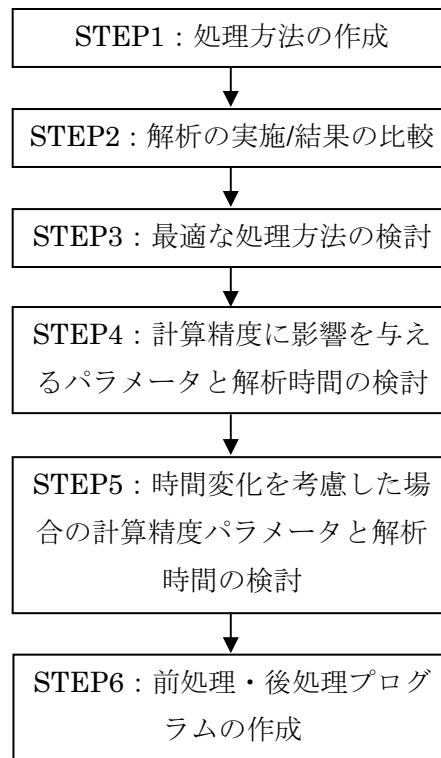 STEP1：処理方法の作成
STEP2：解析の実施/結果の比較
STEP3：最適な処理方法の検討
STEP4：計算精度に影響を与え
るパラメータと解析時間の検討
STEP5：時間変化を考慮した場
合の計算精度パラメータと解析
時間の検討
STEP6：前処理・後処理プログ
ラムの作成